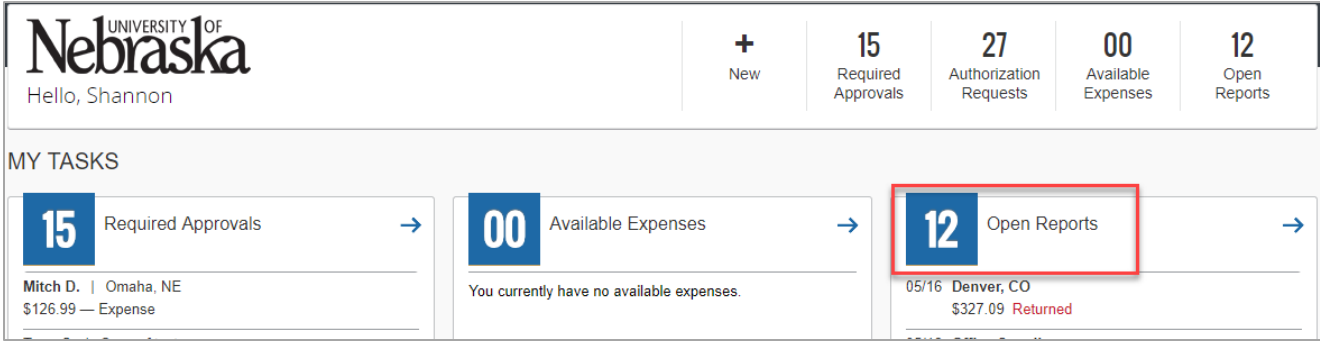 UNIVERSITY OF
Nebraska
Hello, Shannon
+
New
15
Required
Approvals
27
Authorization
Requests
00
Available
Expenses
12
Open
Reports
MY TASKS
15 Required Approvals →
Mitch D. | Omaha, NE
$126.99 — Expense
00 Available Expenses →
You currently have no available expenses.
12 Open Reports →
05/16 Denver, CO
$327.09 Returned